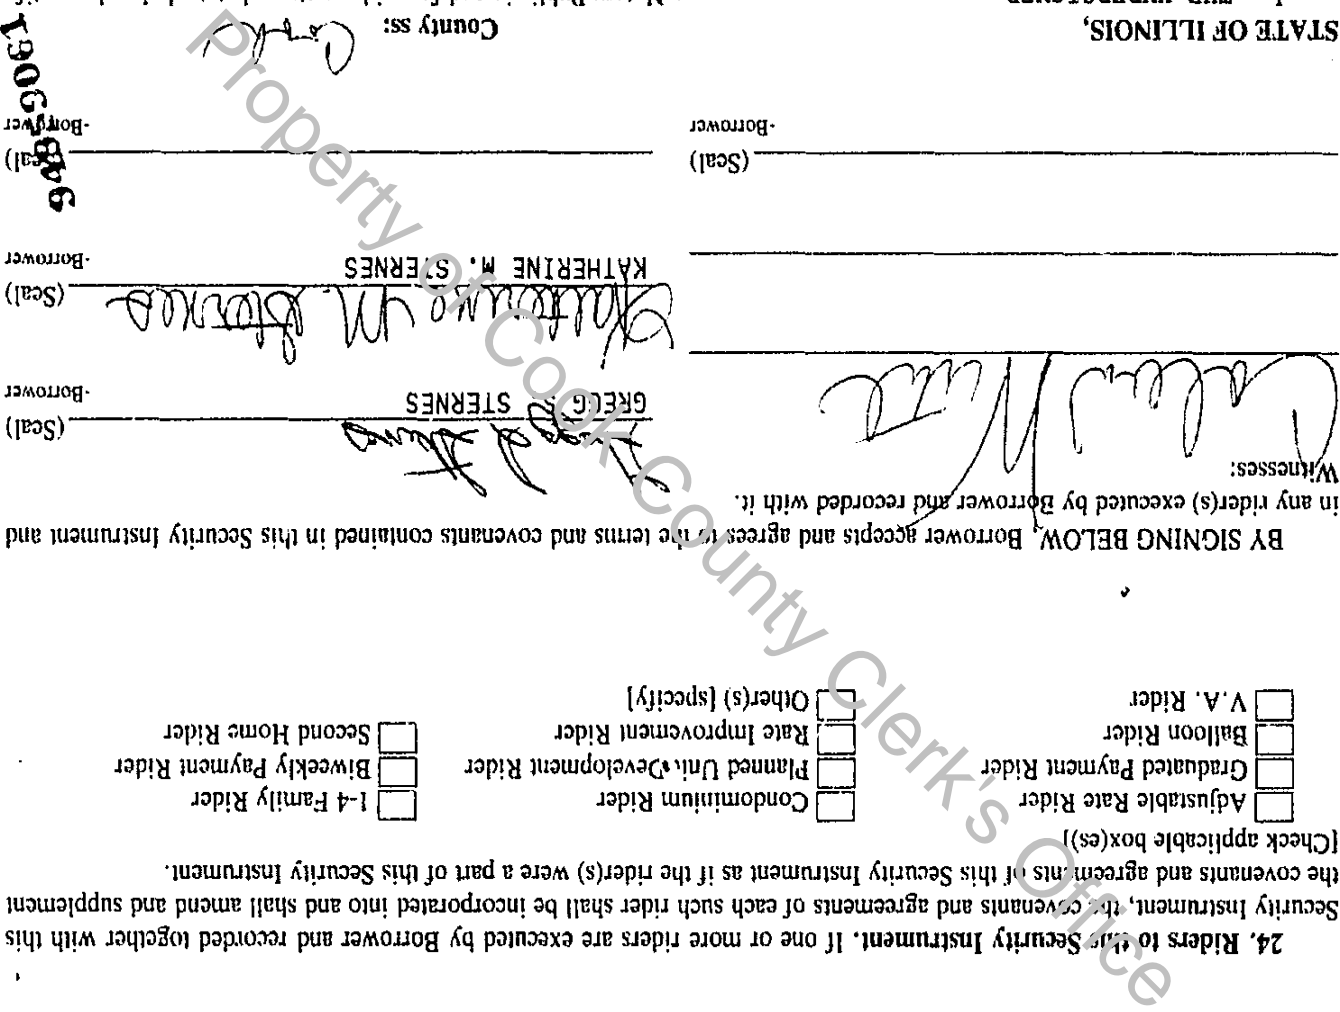 24. Riders to this Security Instrument. If one or more riders are executed by Borrower and recorded together with this
Security Instrument, the covenants and agreements of each such rider shall be incorporated into and shall amend and supplement
the covenants and agreements of this Security Instrument as if the rider(s) were a part of this Security Instrument.
[Check applicable box(es)]
Adjustable Rate Rider Condominium Rider 1-4 Family Rider
Graduated Payment Rider Planned Unit Development Rider Biweekly Payment Rider
Balloon Rider Rate Improvement Rider Second Home Rider
V.A. Rider Other(s) [specify]
BY SIGNING BELOW, Borrower accepts and agrees to the terms and covenants contained in this Security Instrument and
in any rider(s) executed by Borrower and recorded with it.
Witnesses:
(Seal)
GREGG S. STERNES -Borrower
Katherine M. Sternes (Seal)
KATHERINE M. STERNES -Borrower
(Seal) (Seal)
-Borrower -Borrower
STATE OF ILLINOIS, Cook County ss:
Property of Cook County Clerk's Office